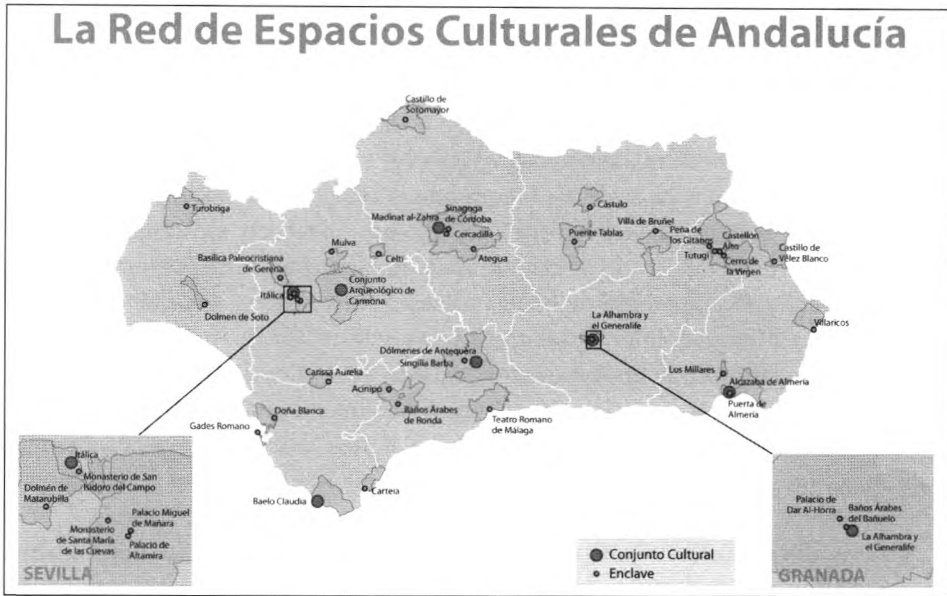 La Red de Espacios Culturales de Andalucía
Castillo de
Sotomayor
Turobriga
Sinagoga
de Córdoba
Madinat al-Zahra
Cercadilla
Ategua
Cástulo
Puente Tablas
Villa de Bruñel
Peña de
los Gitanos
Castellón
Alto
Tutugi
Cerro de
la Virgen
Castillo de
Vélez Blanco
Mulva
Celti
Basílica Paleocristiana
de Gerena
Conjunto
Arqueológico de
Carmona
Itálica
Dolmen de Soto
La Alhambra y
el Generalife
Villaricos
Dólmenes de Antequera
Singilia Barba
Los Millares
Alcazaba de Almería
Puerta de
Almería
Carissa Aurelia
Acinipo
Baños Árabes
de Ronda
Teatro Romano
de Málaga
Doña Blanca
Gades Romano
Carteia
Baelo Claudia
Itálica
Monasterio de San
Isidoro del Campo
Dolmén de
Matarubilla
Palacio Miguel
de Mañara
Monasterio
de Santa María
de las Cuevas
Palacio de
Altamira
SEVILLA
Conjunto Cultural
Enclave
Palacio de
Dar Al-Horra
Baños Árabes
del Bañuelo
La Alhambra y
el Generalife
GRANADA